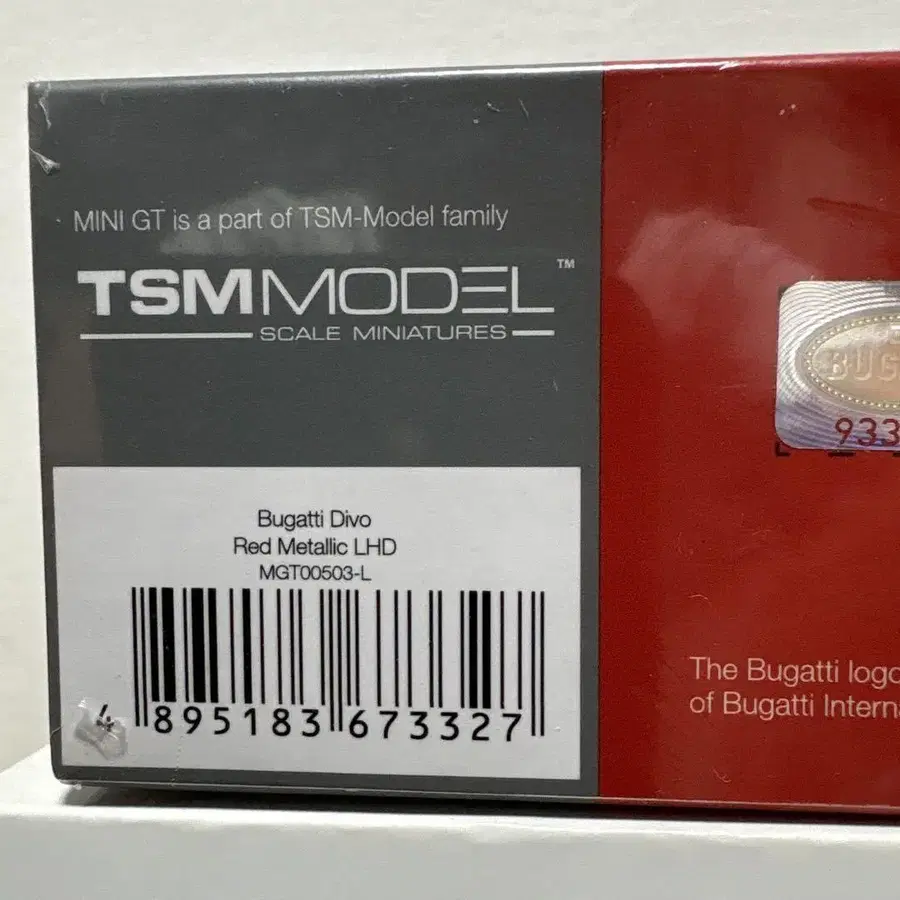 MINI GT is a part of TSM-Model family
TSMMODEL™
SCALE MINIATURES
Bugatti Divo
Red Metallic LHD
MGT00503-L
4 895183 673327
BUG
933
The Bugatti logo
of Bugatti Interna